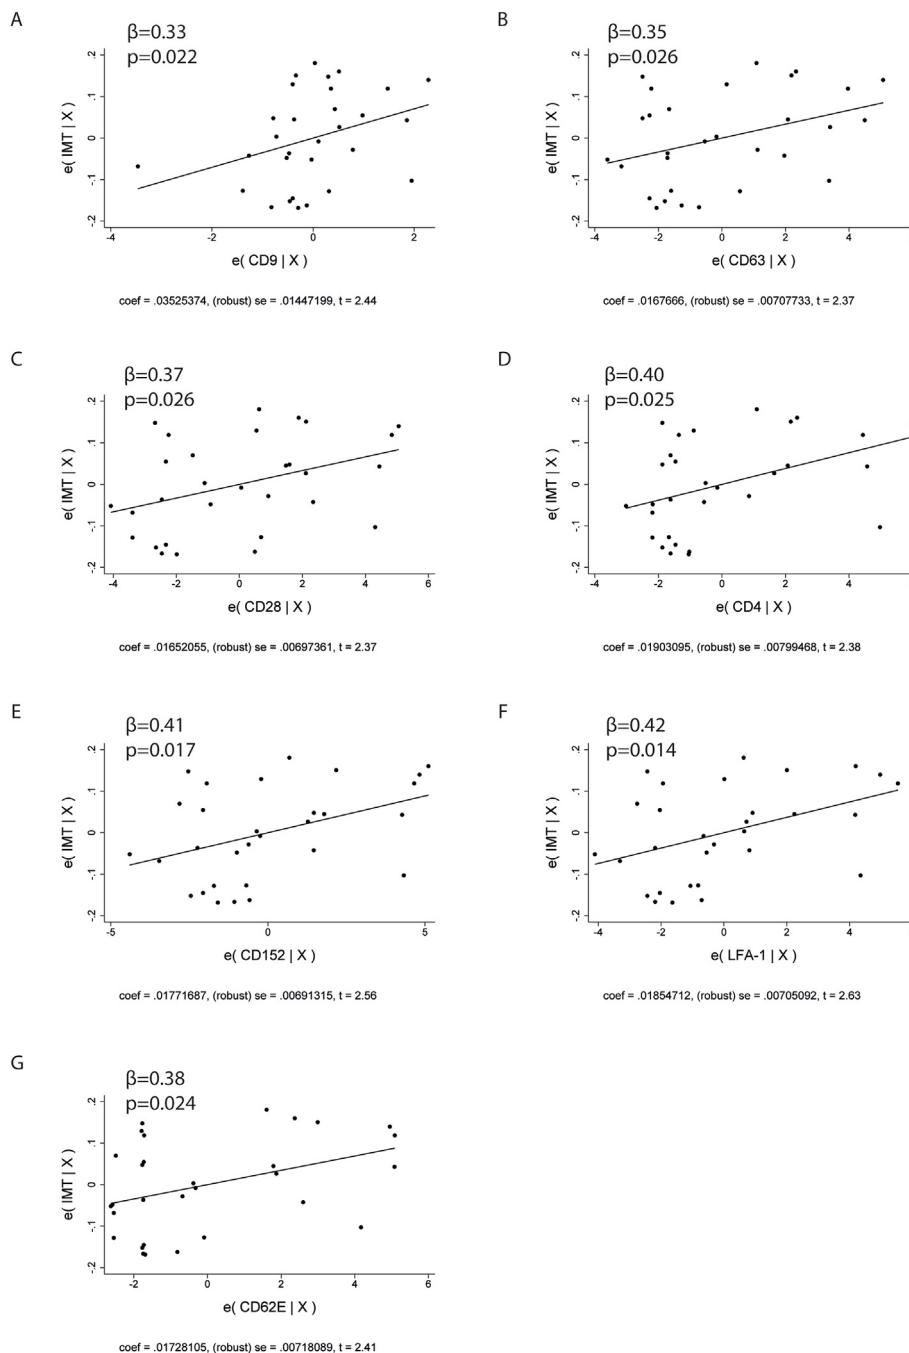 A
β=0.33
p=0.022
e( IMT | X )
.2
.1
0
-.1
-.2
-4
-2
0
2
e( CD9 | X )
coef = .03525374, (robust) se = .01447199, t = 2.44
B
β=0.35
p=0.026
e( IMT | X )
.2
.1
0
-.1
-.2
-4
-2
0
2
4
e( CD63 | X )
coef = .0167666, (robust) se = .00707733, t = 2.37
C
β=0.37
p=0.026
e( IMT | X )
.2
.1
0
-.1
-.2
-4
-2
0
2
4
6
e( CD28 | X )
coef = .01652055, (robust) se = .00697361, t = 2.37
D
β=0.40
p=0.025
e( IMT | X )
.2
.1
0
-.1
-.2
-4
-2
0
2
4
e( CD4 | X )
coef = .01903095, (robust) se = .00799468, t = 2.38
E
β=0.41
p=0.017
e( IMT | X )
.2
.1
0
-.1
-.2
-5
0
5
e( CD152 | X )
coef = .01771687, (robust) se = .00691315, t = 2.56
F
β=0.42
p=0.014
e( IMT | X )
.2
.1
0
-.1
-.2
-4
-2
0
2
4
e( LFA-1 | X )
coef = .01854712, (robust) se = .00705092, t = 2.63
G
β=0.38
p=0.024
e( IMT | X )
.2
.1
0
-.1
-.2
-2
0
2
4
6
e( CD62E | X )
coef = .01728105, (robust) se = .00718089, t = 2.41